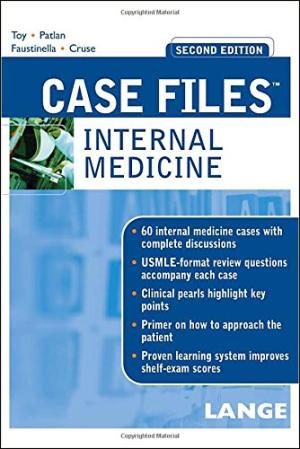 Toy • Patlan
Faustinella • Cruse
SECOND EDITION
CASE FILES™
INTERNAL
MEDICINE
• 60 internal medicine cases with
complete discussions
• USMLE-format review questions
accompany each case
• Clinical pearls highlight key
points
• Primer on how to approach the
patient
• Proven learning system improves
shelf-exam scores
LANGE